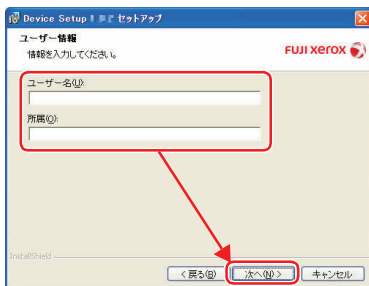 Device Setup セットアップ
ユーザー情報
情報を入力してください。
FUJI XEROX
ユーザー名(U):
所属(O):
InstallShield
< 戻る(B)
次へ(N) >
キャンセル